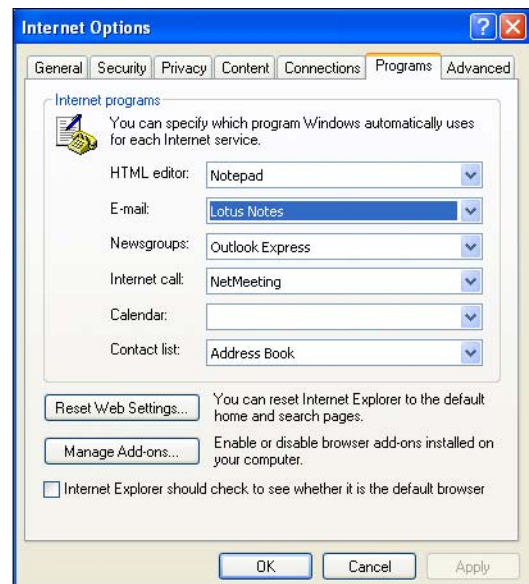 Internet Options
General Security Privacy Content Connections Programs Advanced
Internet programs
You can specify which program Windows automatically uses
for each Internet service.
HTML editor: Notepad
E-mail: Lotus Notes
Newsgroups: Outlook Express
Internet call: NetMeeting
Calendar:
Contact list: Address Book
Reset Web Settings... You can reset Internet Explorer to the default
home and search pages.
Manage Add-ons... Enable or disable browser add-ons installed on
your computer.
Internet Explorer should check to see whether it is the default browser
OK Cancel Apply